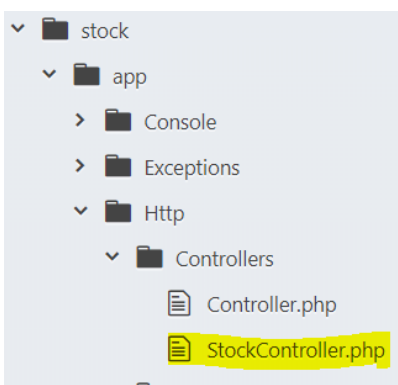 stock
app
Console
Exceptions
Http
Controllers
Controller.php
StockController.php